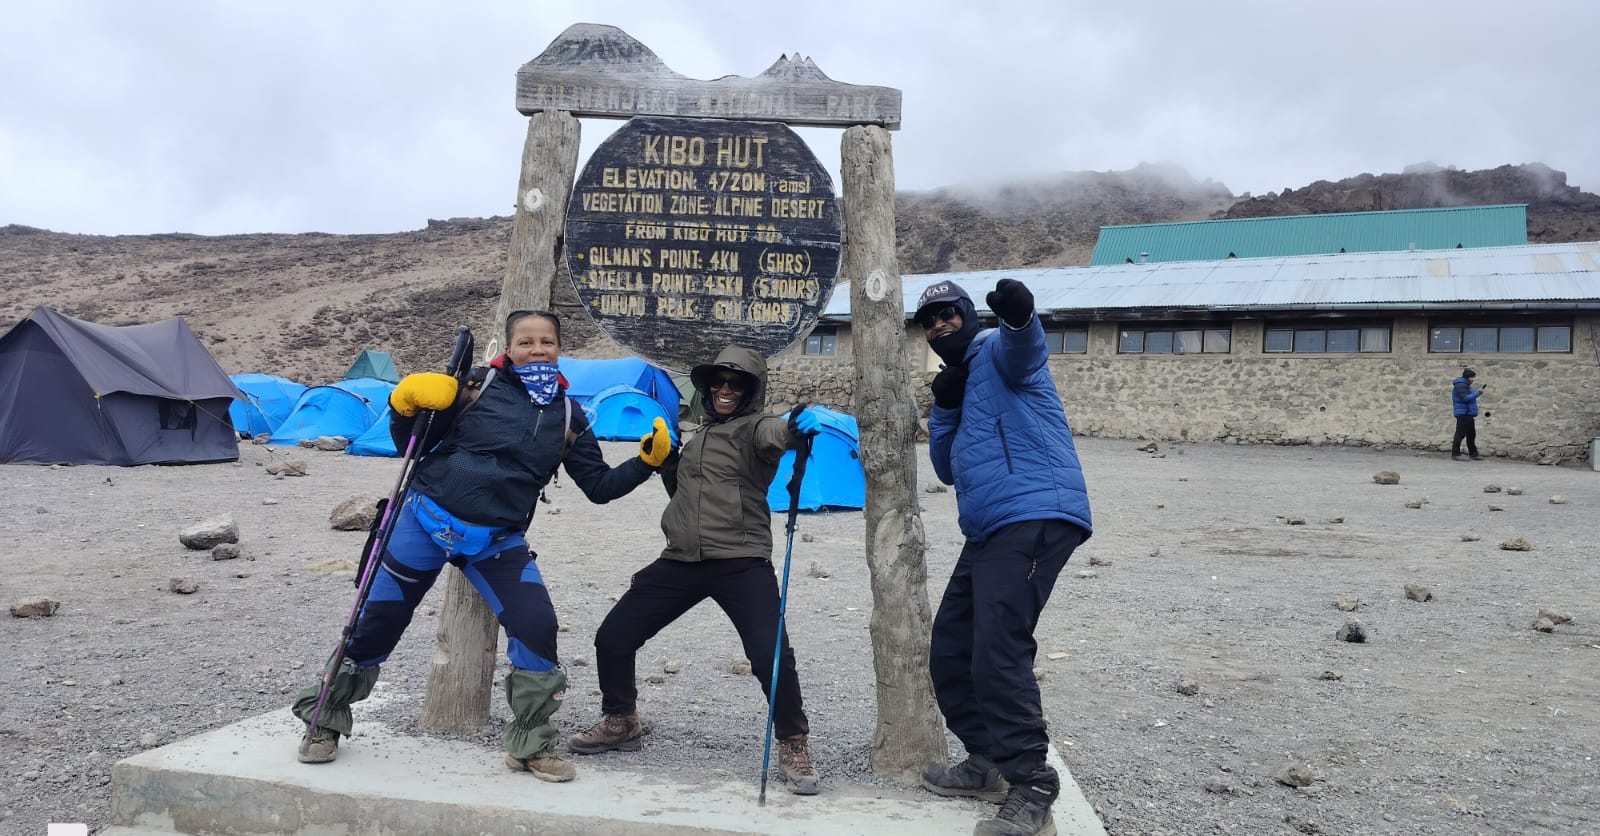 KILIMANJARO NATIONAL PARK
KIBO HUT
ELEVATION: 4720M amsl
VEGETATION ZONE: ALPINE DESERT
FROM KIBO HUT TO:
GILMAN'S POINT: 4KM (5HRS)
STELLA POINT: 4.5KM (5:30HRS)
UHURU PEAK: 6KM (6HRS)